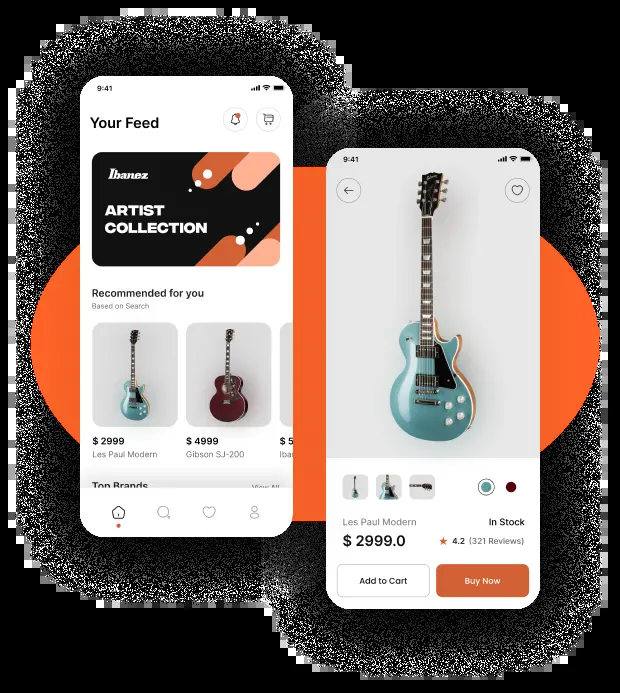 9:41
Your Feed
Ibanez
ARTIST
COLLECTION
Recommended for you
Based on Search
$ 2999
Les Paul Modern
$ 4999
Gibson SJ-200
$ 5
Iba
Top Brands
View All
9:41
Les Paul Modern
In Stock
$ 2999.0
4.2 (321 Reviews)
Add to Cart
Buy Now